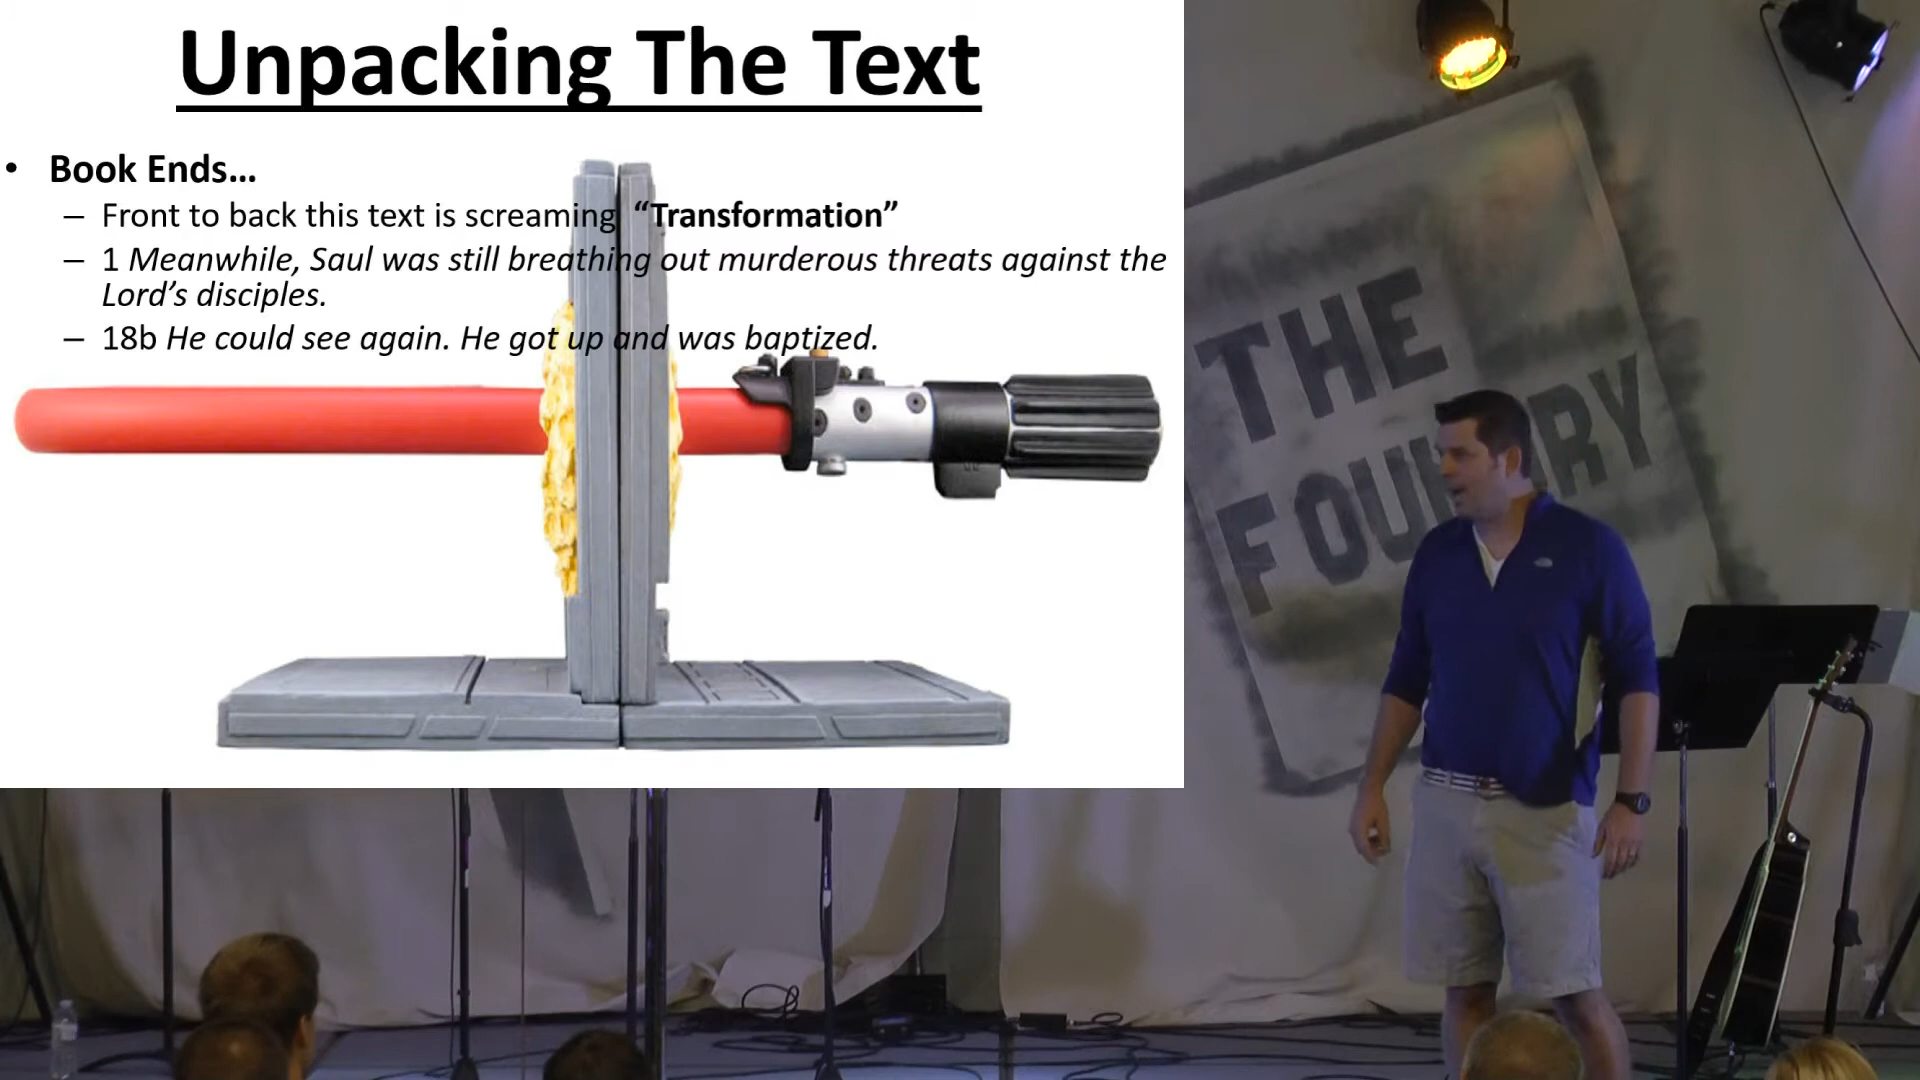 Unpacking The Text
• Book Ends…
– Front to back this text is screaming “Transformation”
– 1 Meanwhile, Saul was still breathing out murderous threats against the
Lord’s disciples.
– 18b He could see again. He got up and was baptized.
THE
FOUNDRY